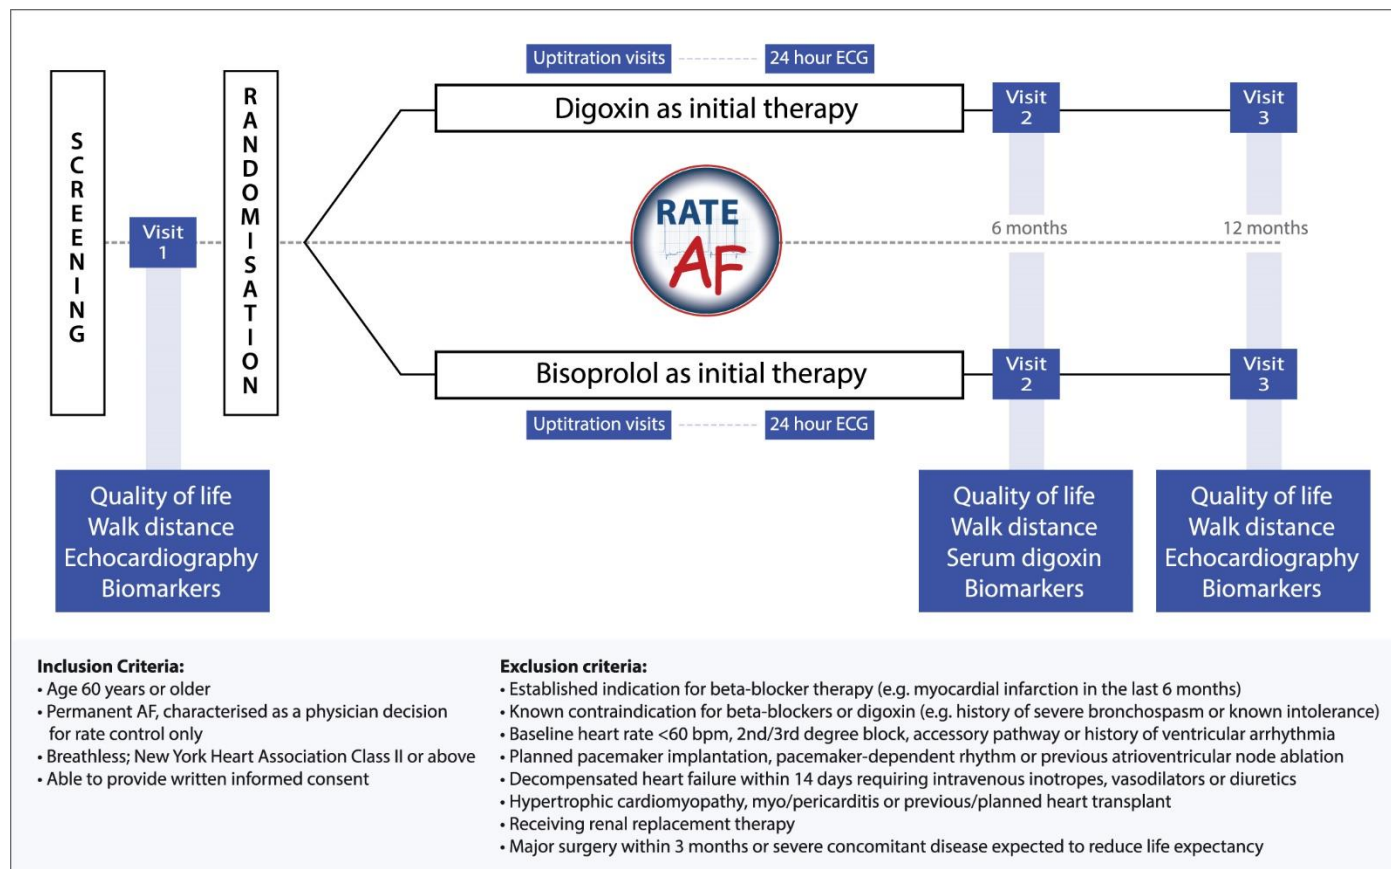 Uptitration visits
24 hour ECG
Digoxin as initial therapy
Visit
2
Visit
3
SCREENING
Visit
1
RANDOMISATION
RATE
AF
6 months
12 months
Bisoprolol as initial therapy
Visit
2
Visit
3
Uptitration visits
24 hour ECG
Quality of life
Walk distance
Echocardiography
Biomarkers
Quality of life
Walk distance
Serum digoxin
Biomarkers
Quality of life
Walk distance
Echocardiography
Biomarkers
Inclusion Criteria:
• Age 60 years or older
• Permanent AF, characterised as a physician decision
for rate control only
• Breathless; New York Heart Association Class II or above
• Able to provide written informed consent
Exclusion criteria:
• Established indication for beta-blocker therapy (e.g. myocardial infarction in the last 6 months)
• Known contraindication for beta-blockers or digoxin (e.g. history of severe bronchospasm or known intolerance)
• Baseline heart rate <60 bpm, 2nd/3rd degree block, accessory pathway or history of ventricular arrhythmia
• Planned pacemaker implantation, pacemaker-dependent rhythm or previous atrioventricular node ablation
• Decompensated heart failure within 14 days requiring intravenous inotropes, vasodilators or diuretics
• Hypertrophic cardiomyopathy, myo/pericarditis or previous/planned heart transplant
• Receiving renal replacement therapy
• Major surgery within 3 months or severe concomitant disease expected to reduce life expectancy